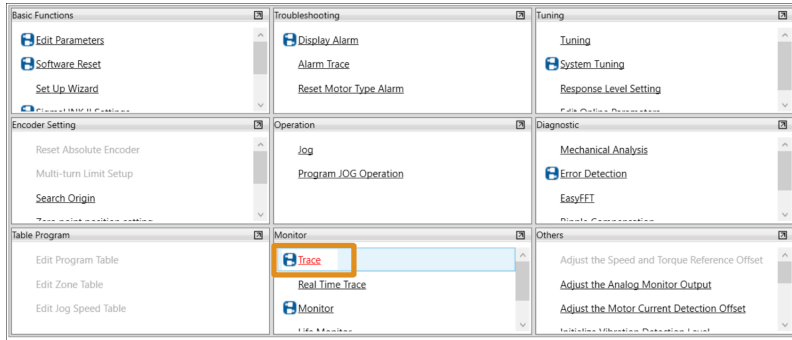 Basic Functions
Edit Parameters
Software Reset
Set Up Wizard
Troubleshooting
Display Alarm
Alarm Trace
Reset Motor Type Alarm
Tuning
Tuning
System Tuning
Response Level Setting
Encoder Setting
Reset Absolute Encoder
Multi-turn Limit Setup
Search Origin
Operation
Jog
Program JOG Operation
Diagnostic
Mechanical Analysis
Error Detection
EasyFFT
Table Program
Edit Program Table
Edit Zone Table
Edit Jog Speed Table
Monitor
Trace
Real Time Trace
Monitor
Others
Adjust the Speed and Torque Reference Offset
Adjust the Analog Monitor Output
Adjust the Motor Current Detection Offset